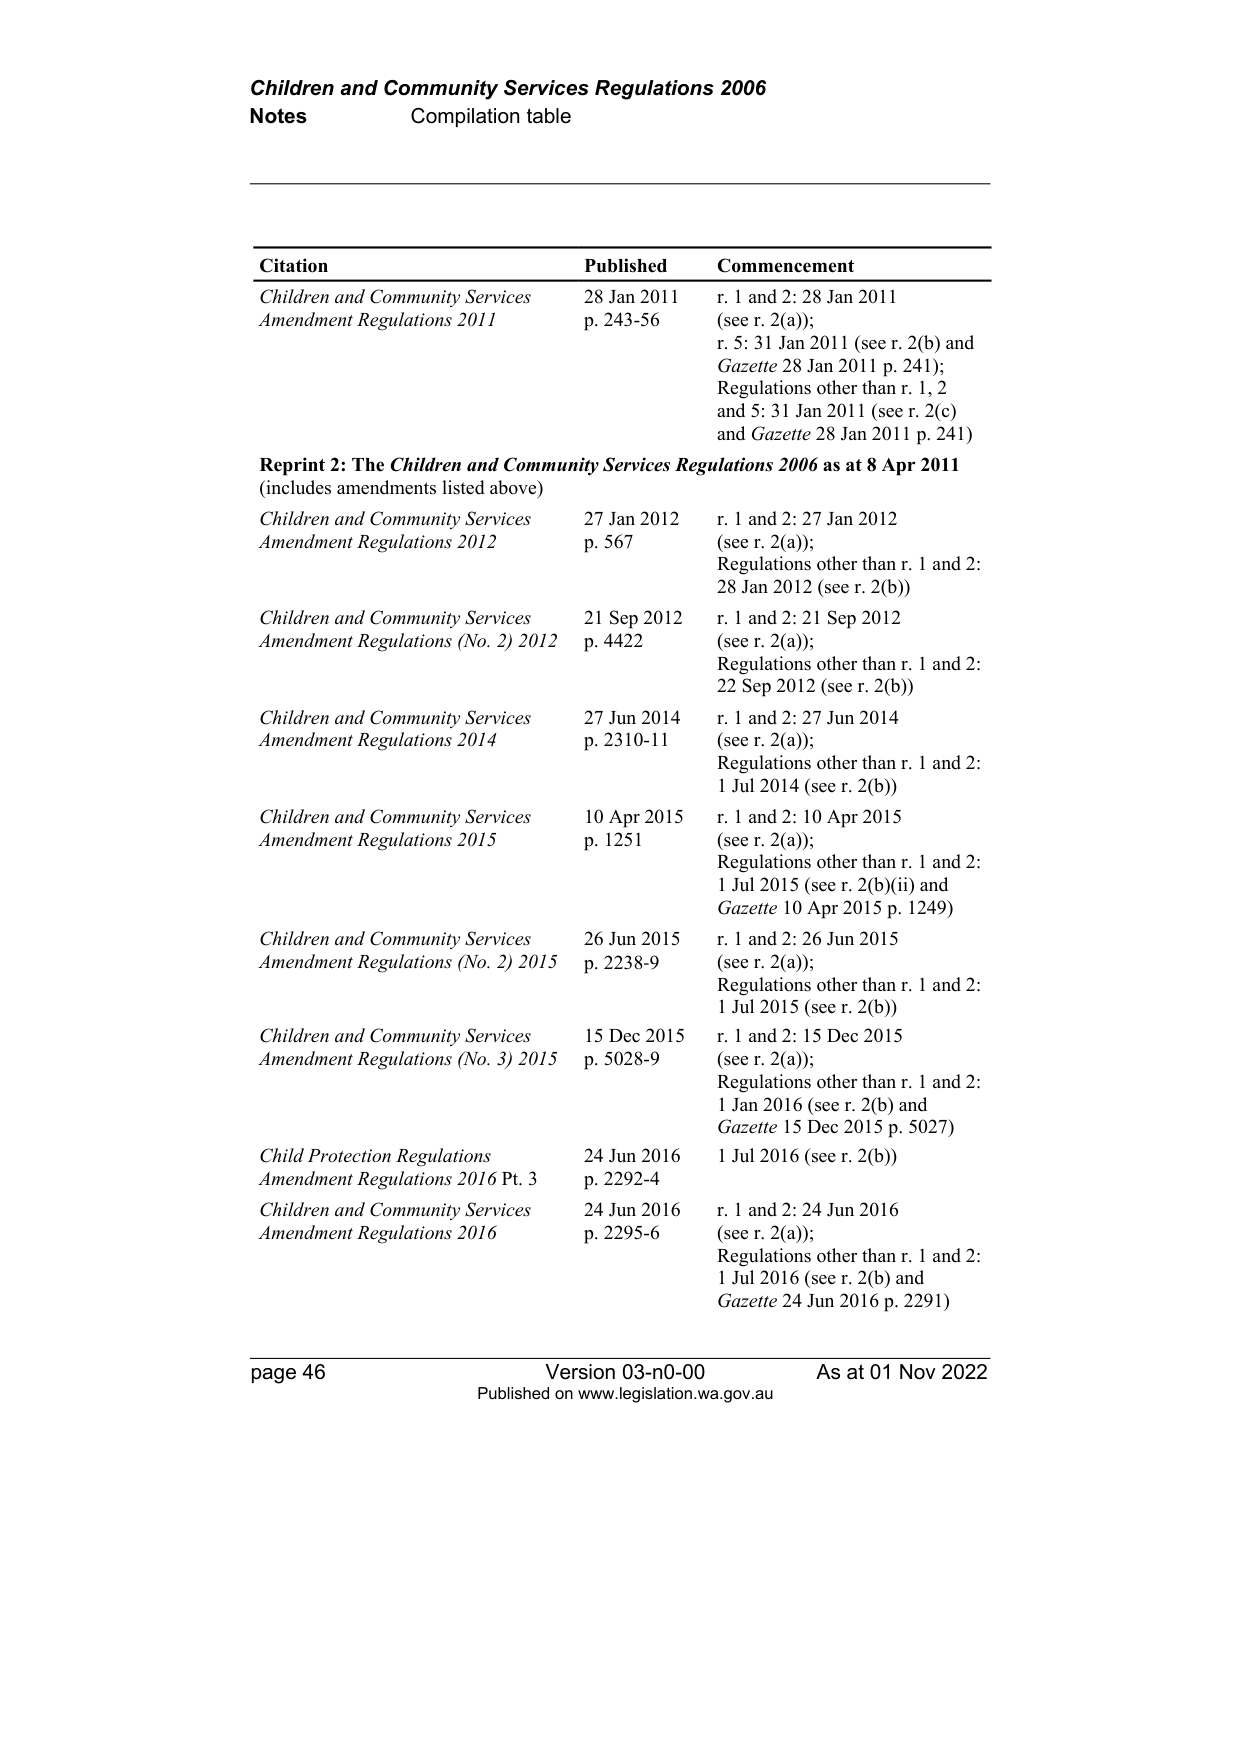 Children and Community Services Regulations 2006
Notes Compilation table
Citation Published Commencement
Children and Community Services 28 Jan 2011 r. 1 and 2: 28 Jan 2011
Amendment Regulations 2011 p. 243-56 (see r. 2(a));
r. 5: 31 Jan 2011 (see r. 2(b) and
Gazette 28 Jan 2011 p. 241);
Regulations other than r. 1, 2
and 5: 31 Jan 2011 (see r. 2(c)
and Gazette 28 Jan 2011 p. 241)
Reprint 2: The Children and Community Services Regulations 2006 as at 8 Apr 2011
(includes amendments listed above)
Children and Community Services 27 Jan 2012 r. 1 and 2: 27 Jan 2012
Amendment Regulations 2012 p. 567 (see r. 2(a));
Regulations other than r. 1 and 2:
28 Jan 2012 (see r. 2(b))
Children and Community Services 21 Sep 2012 r. 1 and 2: 21 Sep 2012
Amendment Regulations (No. 2) 2012 p. 4422 (see r. 2(a));
Regulations other than r. 1 and 2:
22 Sep 2012 (see r. 2(b))
Children and Community Services 27 Jun 2014 r. 1 and 2: 27 Jun 2014
Amendment Regulations 2014 p. 2310-11 (see r. 2(a));
Regulations other than r. 1 and 2:
1 Jul 2014 (see r. 2(b))
Children and Community Services 10 Apr 2015 r. 1 and 2: 10 Apr 2015
Amendment Regulations 2015 p. 1251 (see r. 2(a));
Regulations other than r. 1 and 2:
1 Jul 2015 (see r. 2(b)(ii) and
Gazette 10 Apr 2015 p. 1249)
Children and Community Services 26 Jun 2015 r. 1 and 2: 26 Jun 2015
Amendment Regulations (No. 2) 2015 p. 2238-9 (see r. 2(a));
Regulations other than r. 1 and 2:
1 Jul 2015 (see r. 2(b))
Children and Community Services 15 Dec 2015 r. 1 and 2: 15 Dec 2015
Amendment Regulations (No. 3) 2015 p. 5028-9 (see r. 2(a));
Regulations other than r. 1 and 2:
1 Jan 2016 (see r. 2(b) and
Gazette 15 Dec 2015 p. 5027)
Child Protection Regulations 24 Jun 2016 1 Jul 2016 (see r. 2(b))
Amendment Regulations 2016 Pt. 3 p. 2292-4
Children and Community Services 24 Jun 2016 r. 1 and 2: 24 Jun 2016
Amendment Regulations 2016 p. 2295-6 (see r. 2(a));
Regulations other than r. 1 and 2:
1 Jul 2016 (see r. 2(b) and
Gazette 24 Jun 2016 p. 2291)
page 46 Version 03-n0-00 As at 01 Nov 2022
Published on www.legislation.wa.gov.au